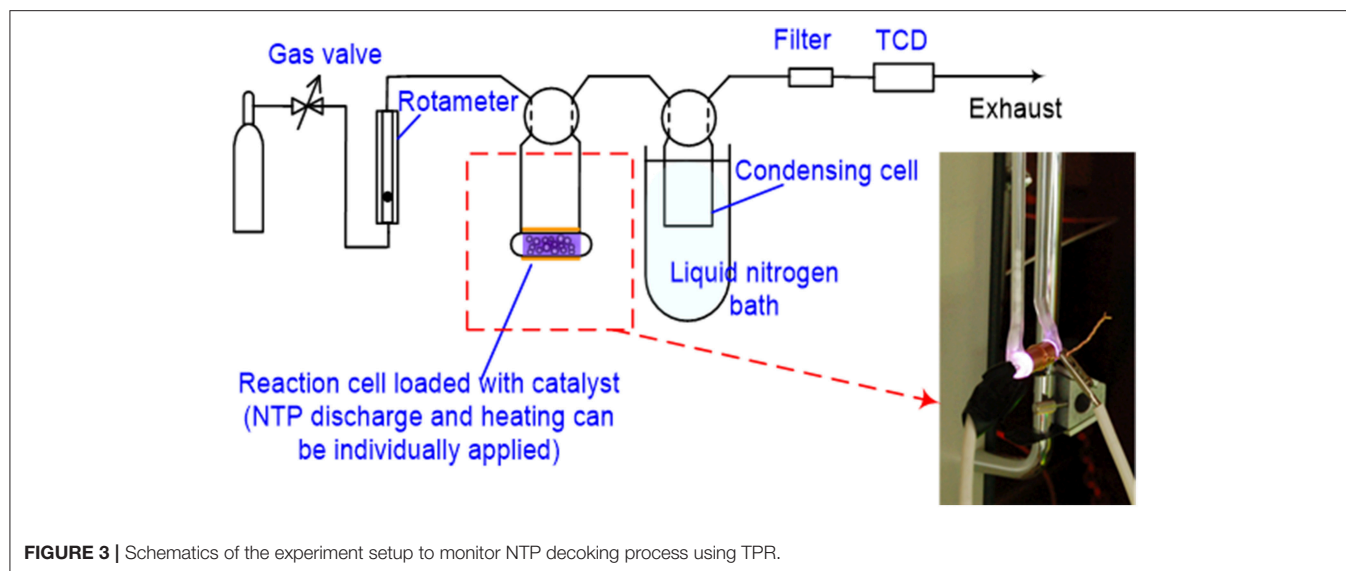 Gas valve
Rotameter
Filter
TCD
Exhaust
Condensing cell
Liquid nitrogen
bath
Reaction cell loaded with catalyst
(NTP discharge and heating can
be individually applied)
FIGURE 3 | Schematics of the experiment setup to monitor NTP decoking process using TPR.